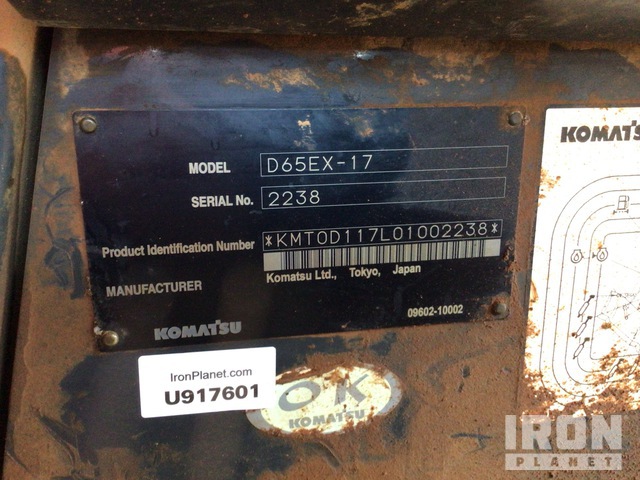 MODEL D65EX-17
SERIAL No. 2238
Product Identification Number *KMT0D117L01002238*
MANUFACTURER Komatsu Ltd., Tokyo, Japan
09602-10002
KOMATSU
IronPlanet.com
U917601
OK
KOMATSU
KOMATSU
IRON
PLANET